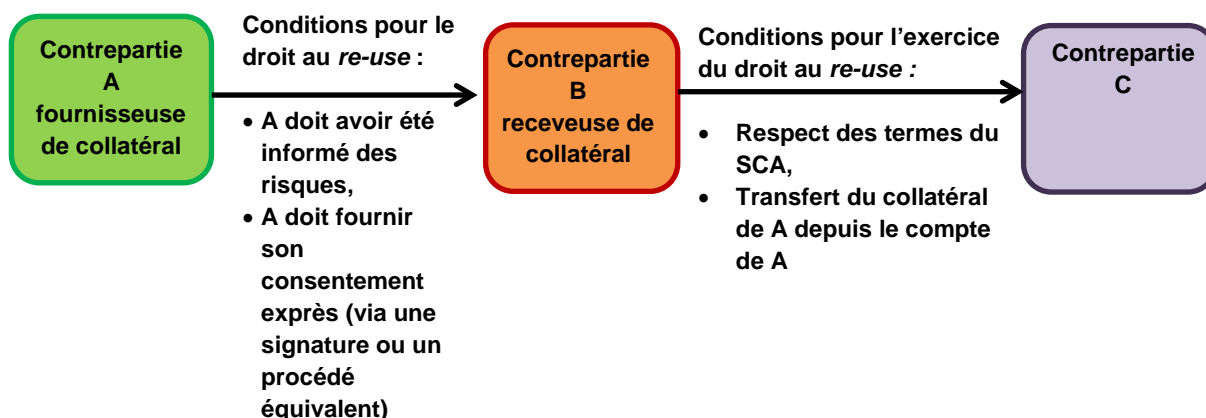 Contrepartie
A
fournisseuse
de collatéral
Conditions pour le
droit au re-use :
• A doit avoir été
informé des
risques,
• A doit fournir
son
consentement
exprès (via une
signature ou un
procédé
équivalent)
Contrepartie
B
receveuse de
collatéral
Conditions pour l’exercice
du droit au re-use :
• Respect des termes du
SCA,
• Transfert du collatéral
de A depuis le compte
de A
Contrepartie
C